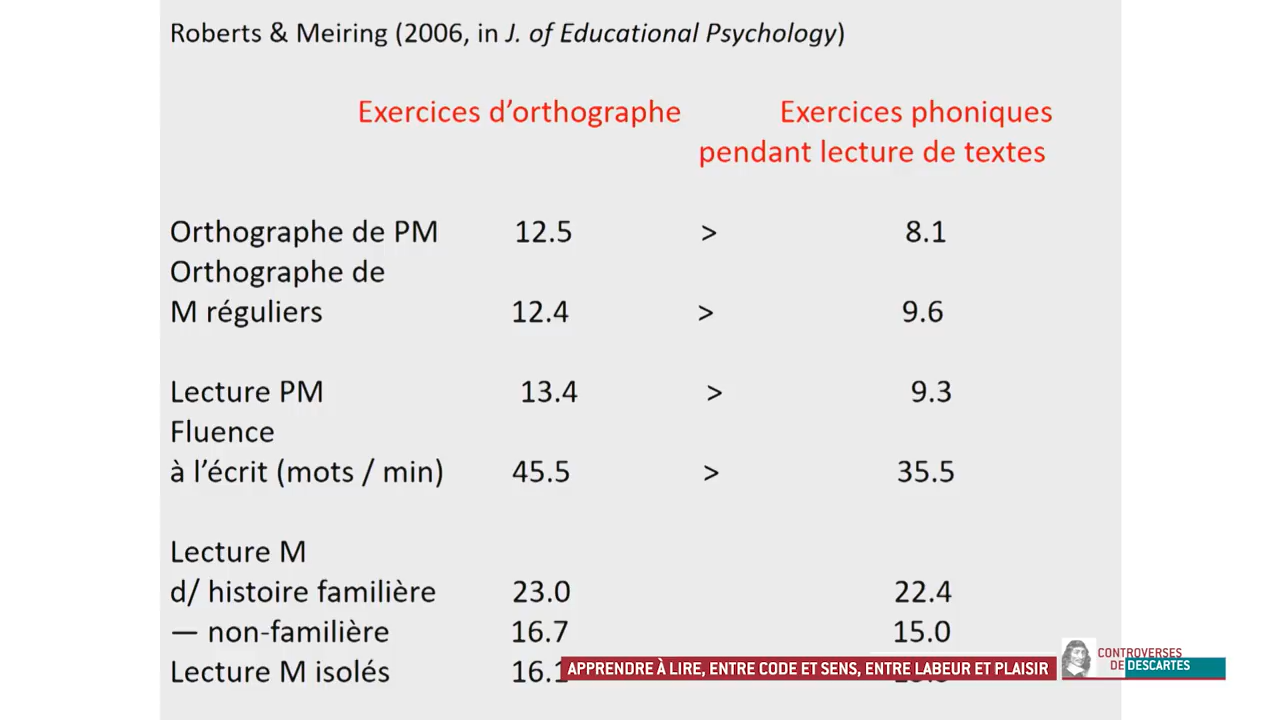 Roberts & Meiring (2006, in J. of Educational Psychology)
Exercices d'orthographe Exercices phoniques
pendant lecture de textes
Orthographe de PM 12.5 > 8.1
Orthographe de
M réguliers 12.4 > 9.6
Lecture PM 13.4 > 9.3
Fluence
à l'écrit (mots / min) 45.5 > 35.5
Lecture M
d/ histoire familière 23.0 22.4
— non-familière 16.7 15.0
Lecture M isolés
APPRENDRE À LIRE, ENTRE CODE ET SENS, ENTRE LABEUR ET PLAISIR
CONTROVERSES
DE DESCARTES